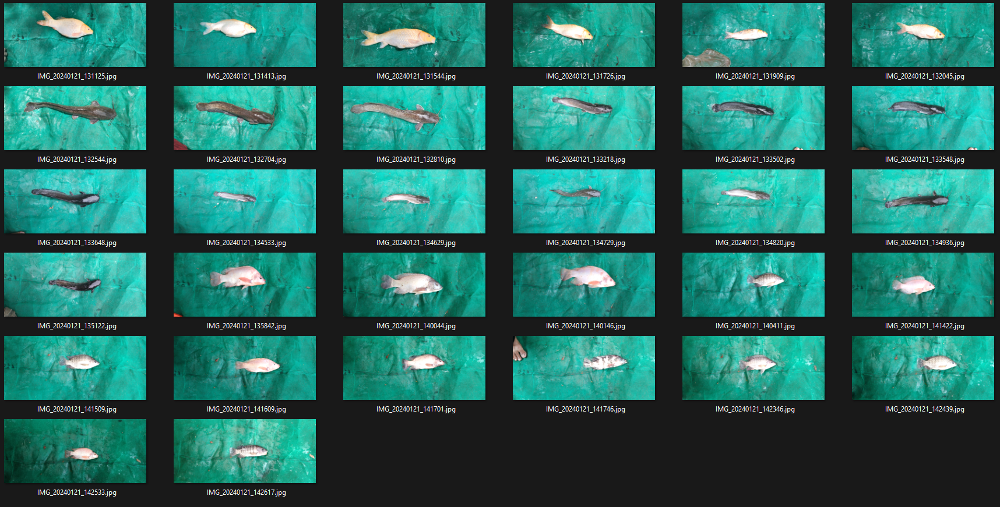 IMG_20240121_131125.jpg IMG_20240121_131413.jpg IMG_20240121_131544.jpg IMG_20240121_131726.jpg IMG_20240121_131909.jpg IMG_20240121_132045.jpg
IMG_20240121_132544.jpg IMG_20240121_132704.jpg IMG_20240121_132810.jpg IMG_20240121_133218.jpg IMG_20240121_133502.jpg IMG_20240121_133548.jpg
IMG_20240121_133648.jpg IMG_20240121_134533.jpg IMG_20240121_134629.jpg IMG_20240121_134729.jpg IMG_20240121_134820.jpg IMG_20240121_134936.jpg
IMG_20240121_135122.jpg IMG_20240121_135842.jpg IMG_20240121_140044.jpg IMG_20240121_140146.jpg IMG_20240121_140411.jpg IMG_20240121_141422.jpg
IMG_20240121_141509.jpg IMG_20240121_141609.jpg IMG_20240121_141701.jpg IMG_20240121_141746.jpg IMG_20240121_142346.jpg IMG_20240121_142439.jpg
IMG_20240121_142533.jpg IMG_20240121_142617.jpg